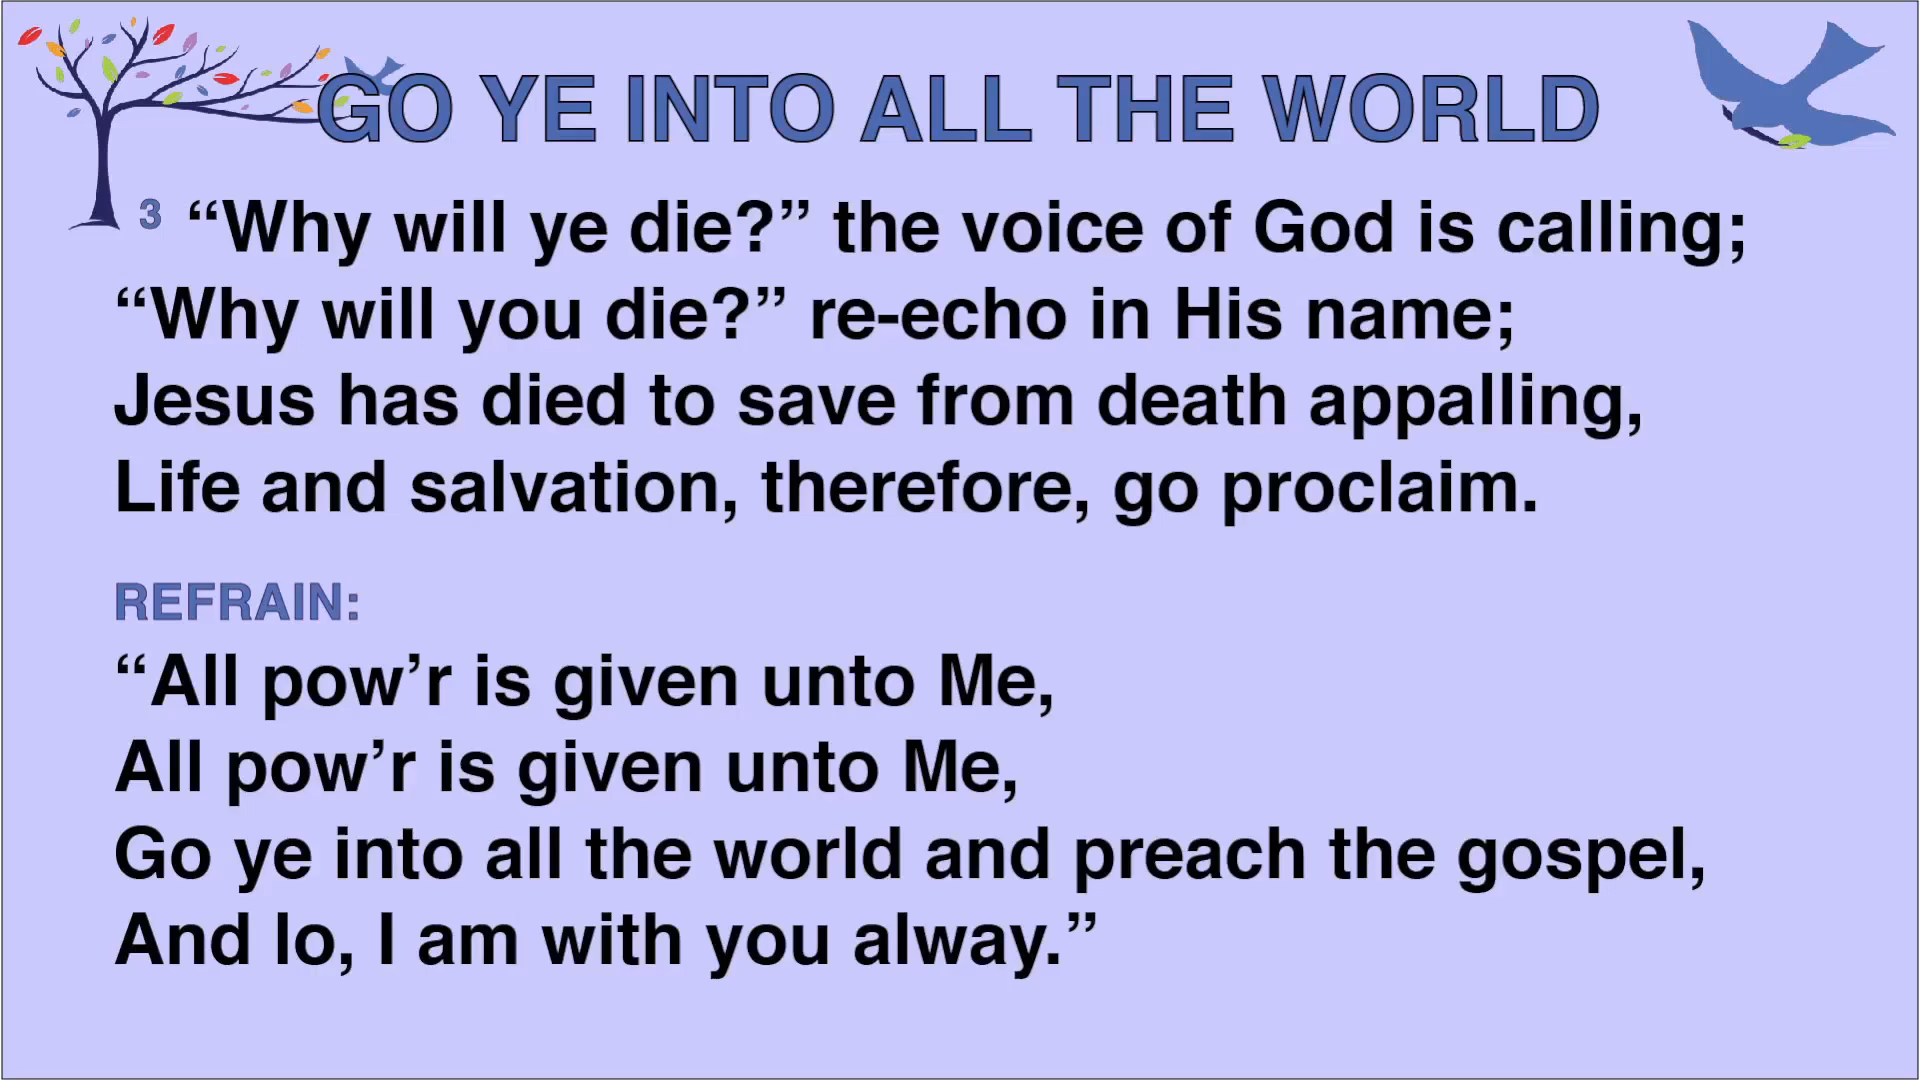 GO YE INTO ALL THE WORLD
3 “Why will ye die?” the voice of God is calling;
“Why will you die?” re-echo in His name;
Jesus has died to save from death appalling,
Life and salvation, therefore, go proclaim.
REFRAIN:
“All pow’r is given unto Me,
All pow’r is given unto Me,
Go ye into all the world and preach the gospel,
And lo, I am with you alway.”